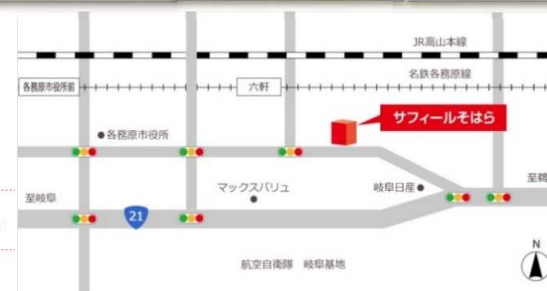 JR高山本線
名鉄各務原線
各務原市役所前
六軒
サフィールそはら
●各務原市役所
マックスバリュ
岐阜日産●
至岐阜
21
航空自衛隊 岐阜基地
N